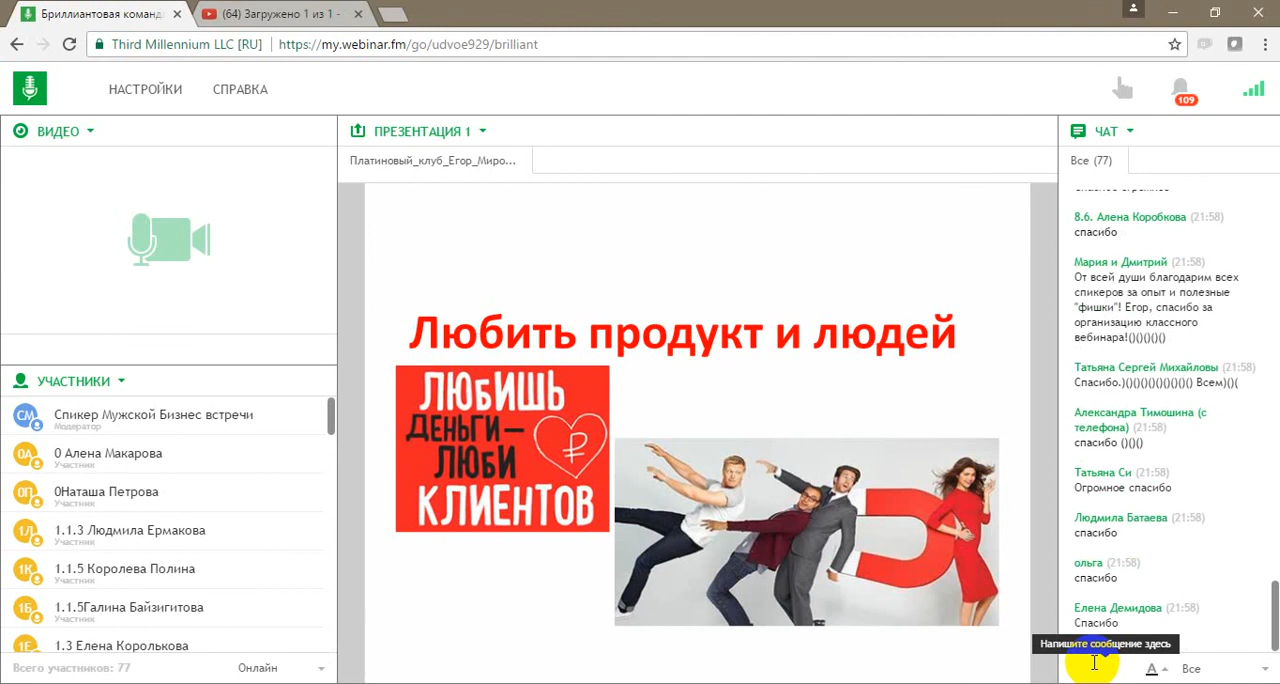 Бриллиантовая команд
(64) Загружено 1 из 1 -
Third Millennium LLC [RU]
https://my.webinar.fm/go/udvoe929/brilliant
НАСТРОЙКИ
СПРАВКА
109
ВИДЕО
ПРЕЗЕНТАЦИЯ 1
ЧАТ
Платиновый_клуб_Егор_Миро...
Все (77)
8.6. Алена Коробкова (21:58)
спасибо
Мария и Дмитрий (21:58)
От всей души благодарим всех
спикеров за опыт и полезные
"фишки"! Егор, спасибо за
организацию классного
вебинара!()()()()()
Татьяна Сергей Михайловы (21:58)
Спасибо.)()()()()()()()()()() Всем)()(
Александра Тимошина (с
телефона) (21:58)
спасибо ()()()
Татьяна Си (21:58)
Огромное спасибо
Людмила Батаева (21:58)
спасибо
ольга (21:58)
спасибо
Елена Демидова (21:58)
Спасибо
Напишите сообщение здесь
А
Все
Любить продукт и людей
ЛЮБИШЬ
ДЕНЬГИ—
ЛЮБИ
КЛИЕНТОВ
₽
УЧАСТНИКИ
СМ
Спикер Мужской Бизнес встречи
Модератор
0А
0 Алена Макарова
Участник
0П
0Наташа Петрова
Участник
1Л
1.1.3 Людмила Ермакова
Участник
1К
1.1.5 Королева Полина
Участник
1Б
1.1.5Галина Байзигитова
Участник
1Е
1.3 Елена Королькова
Всего участников: 77
Онлайн